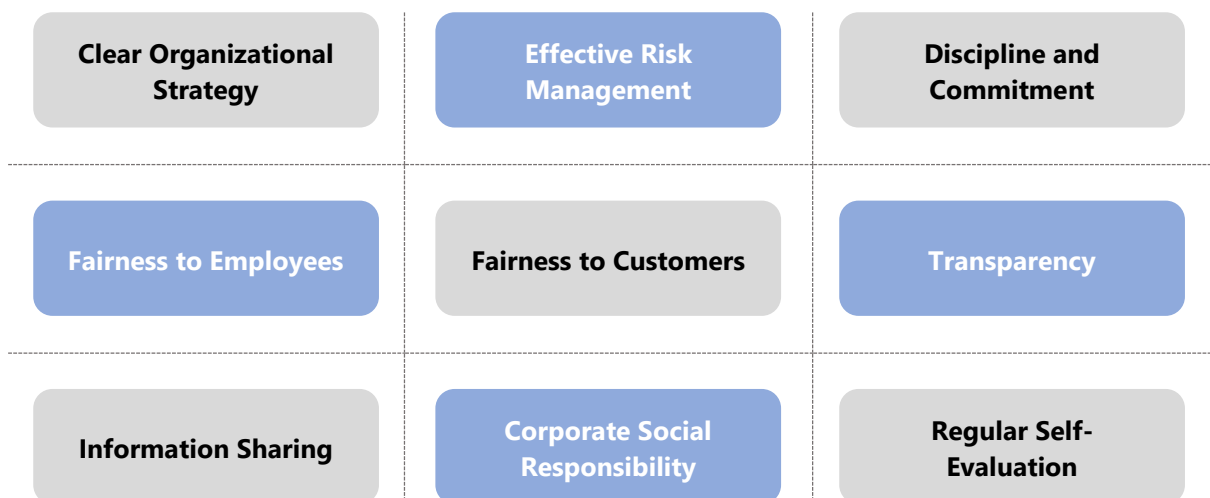 Clear Organizational
Strategy
Effective Risk
Management
Discipline and
Commitment
Fairness to Employees
Fairness to Customers
Transparency
Information Sharing
Corporate Social
Responsibility
Regular Self-
Evaluation